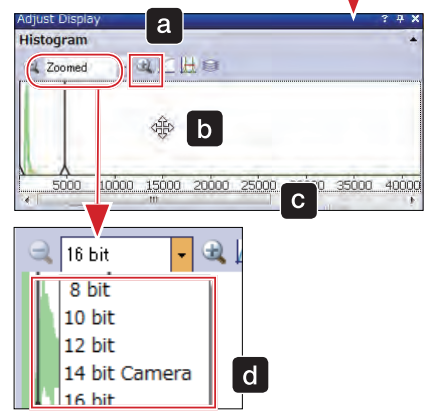 Adjust Display ? x
a
Histogram
Zoomed
b
5000 10000 15000 20000 25000 30000 35000 40000
c
16 bit
8 bit
10 bit
12 bit
14 bit Camera
16 bit
d